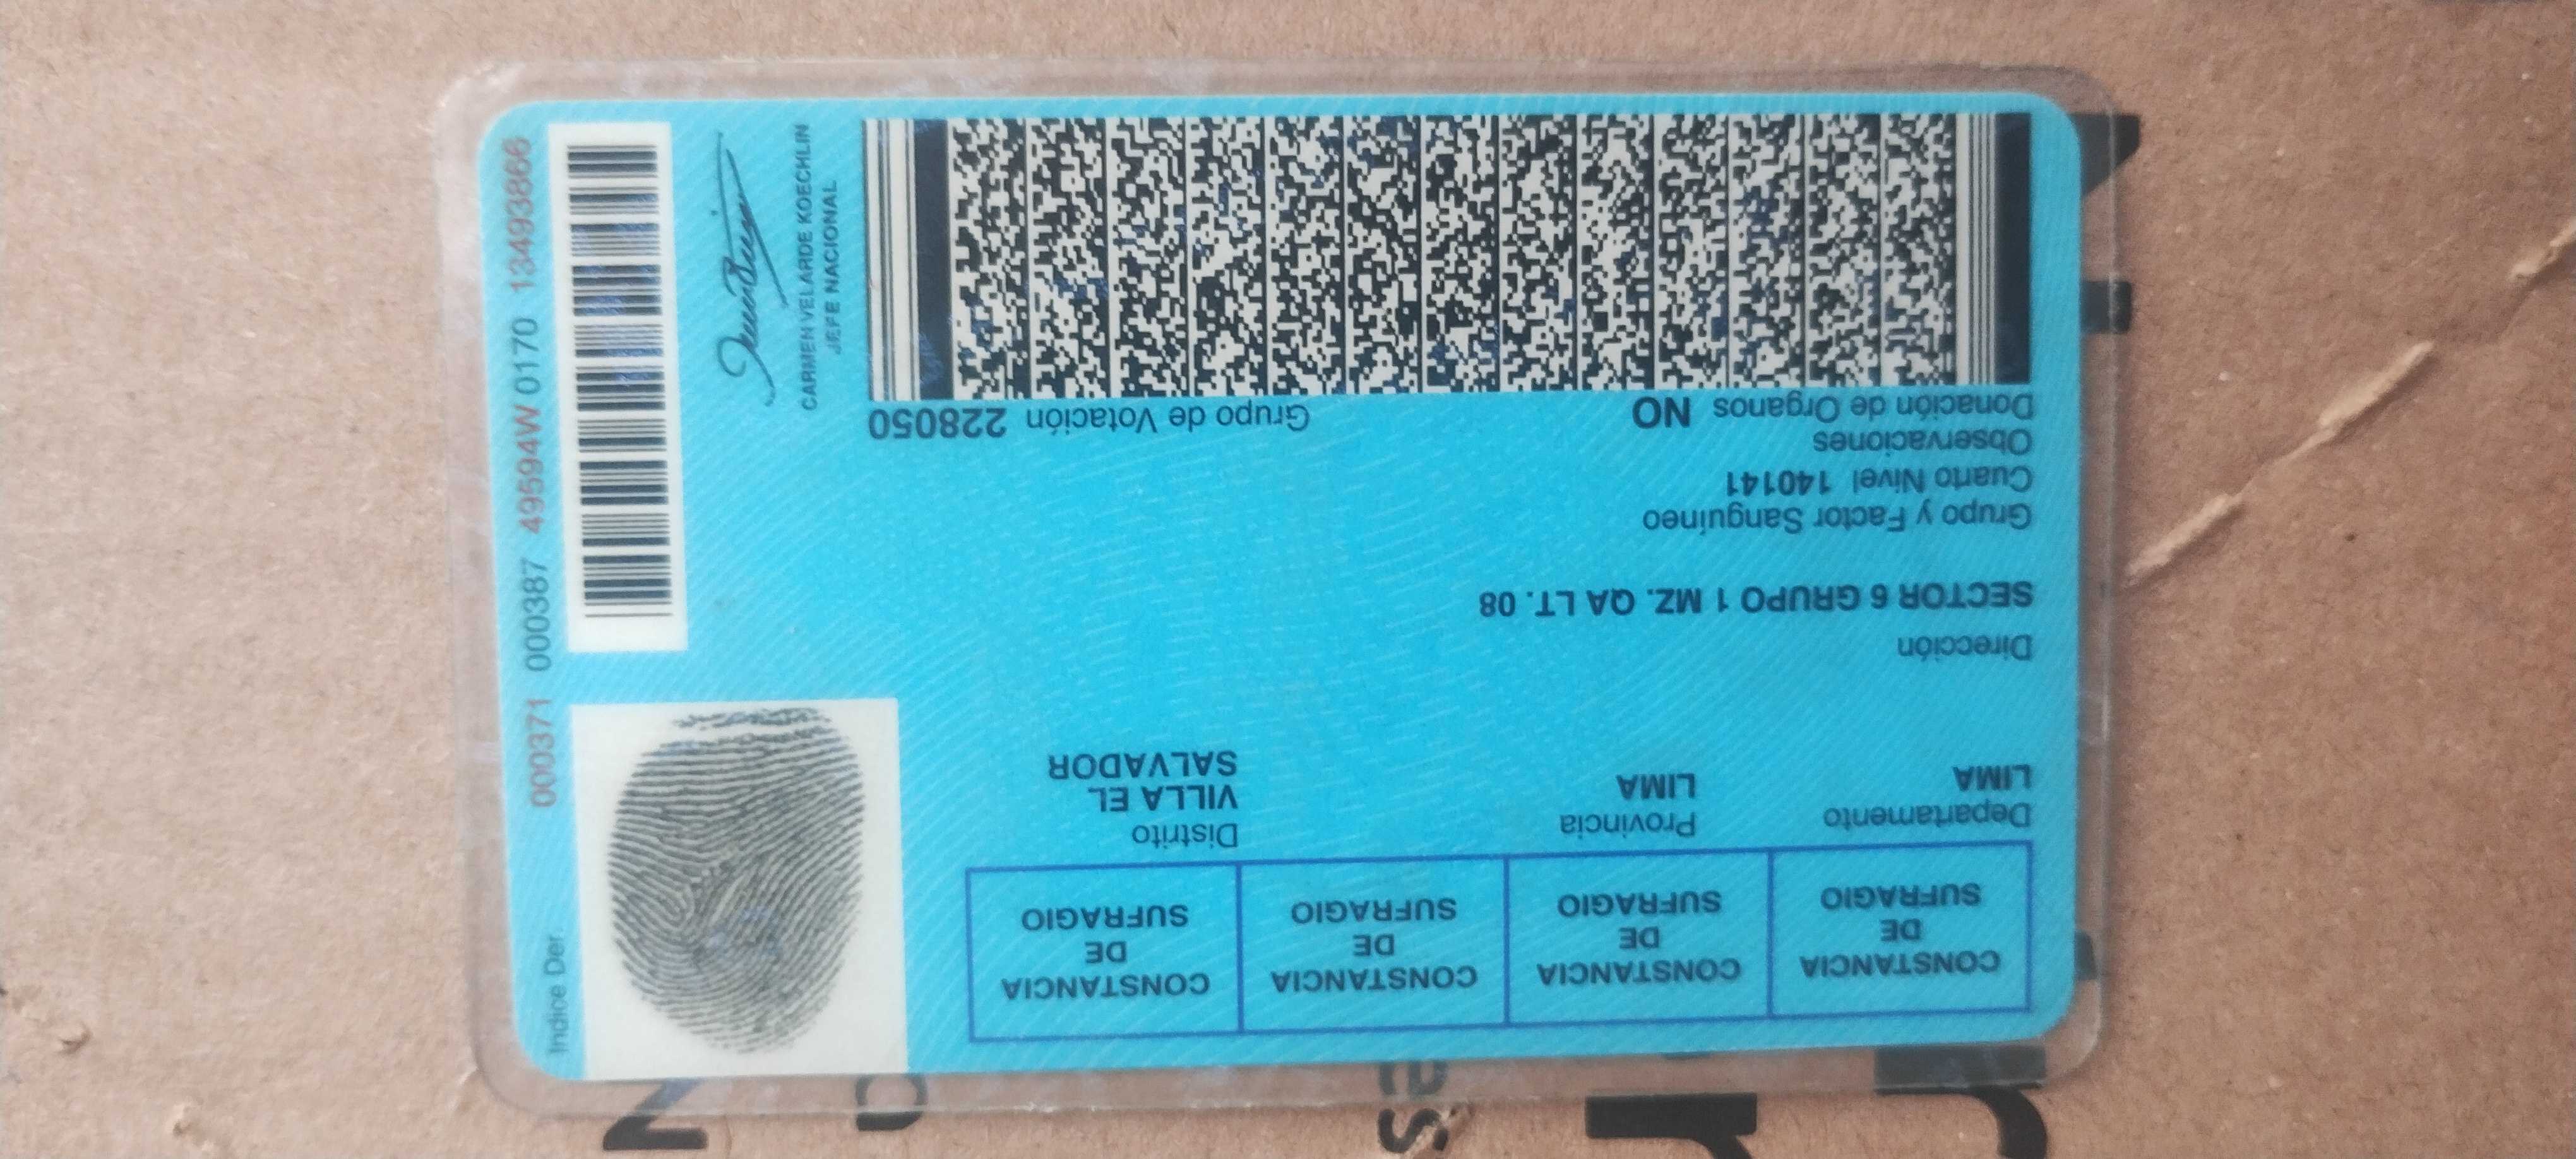 CONSTANCIA
DE
SUFRAGIO
CONSTANCIA
DE
SUFRAGIO
CONSTANCIA
DE
SUFRAGIO
CONSTANCIA
DE
SUFRAGIO
Departamento
LIMA
Provincia
LIMA
Distrito
VILLA EL
SALVADOR
Dirección
SECTOR 6 GRUPO 1 MZ. QA LT. 08
Grupo y Factor Sanguíneo
Cuarto Nivel 140141
Observaciones
Donación de Organos NO
Grupo de Votación 228050
CARMEN VELARDE KOECHLIN
JEFE NACIONAL
Indice Der.
000371 000387 49594W 0170 13493866